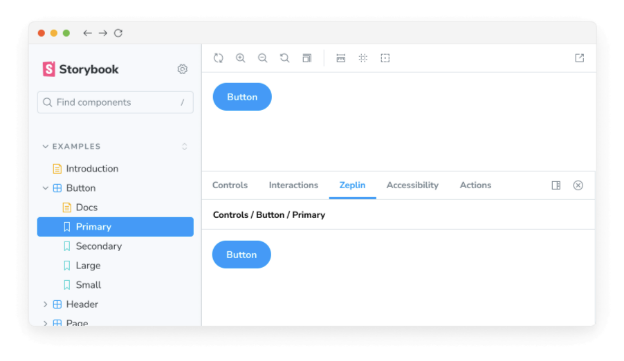 Storybook
Find components /
EXAMPLES
Introduction
Button
Docs
Primary
Secondary
Large
Small
Header
Page
Button
Controls Interactions Zeplin Accessibility Actions
Controls / Button / Primary
Button